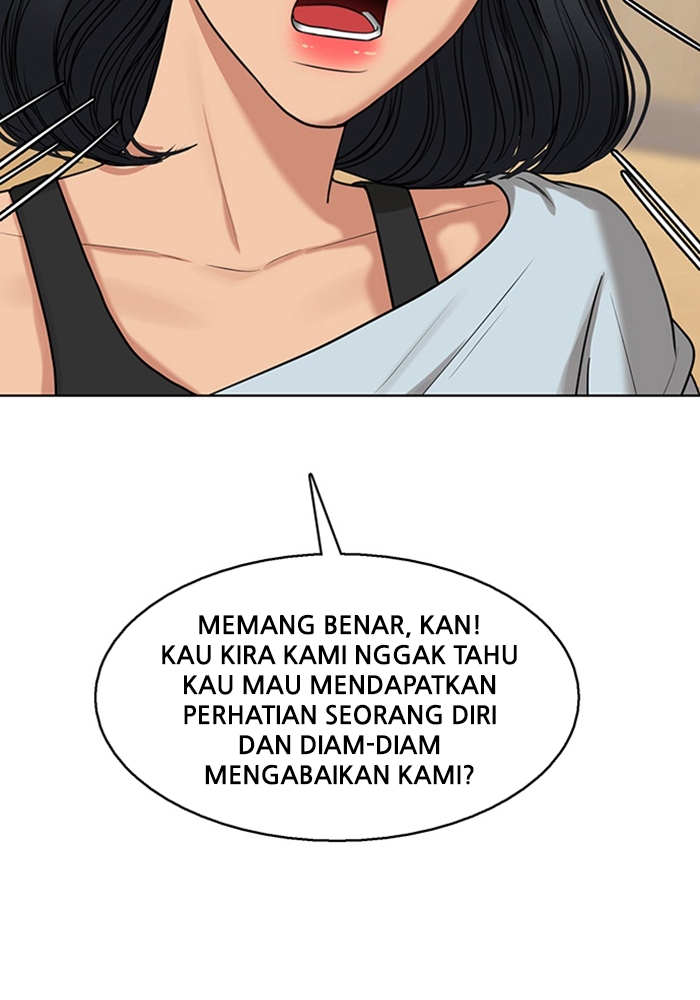 MEMANG BENAR, KAN!
KAU KIRA KAMI NGGAK TAHU
KAU MAU MENDAPATKAN
PERHATIAN SEORANG DIRI
DAN DIAM-DIAM
MENGABAIKAN KAMI?